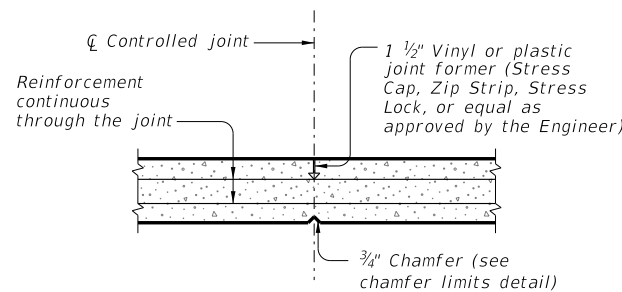 ℄ Controlled joint
1 ½" Vinyl or plastic
joint former (Stress
Cap, Zip Strip, Stress
Lock, or equal as
approved by the Engineer)
Reinforcement
continuous
through the joint
¾" Chamfer (see
chamfer limits detail)